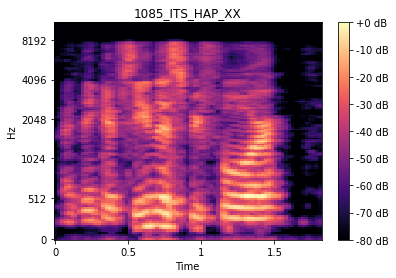 1085_ITS_HAP_XX
8192
4096
2048
1024
512
0
Hz
0
0.5
1
1.5
Time
+0 dB
-10 dB
-20 dB
-30 dB
-40 dB
-50 dB
-60 dB
-70 dB
-80 dB